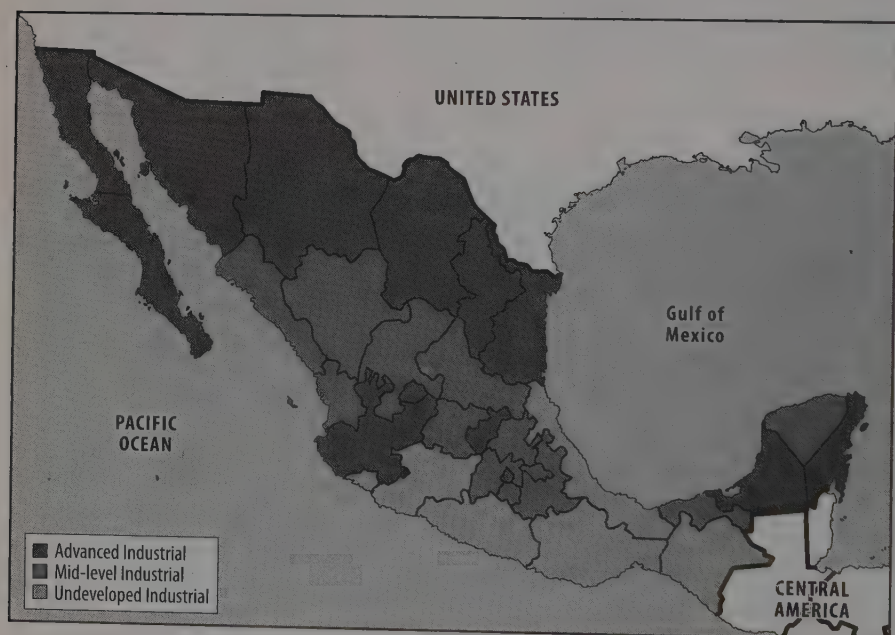 UNITED STATES
Gulf of
Mexico
PACIFIC
OCEAN
Advanced Industrial
Mid-level Industrial
Undeveloped Industrial
CENTRAL
AMERICA